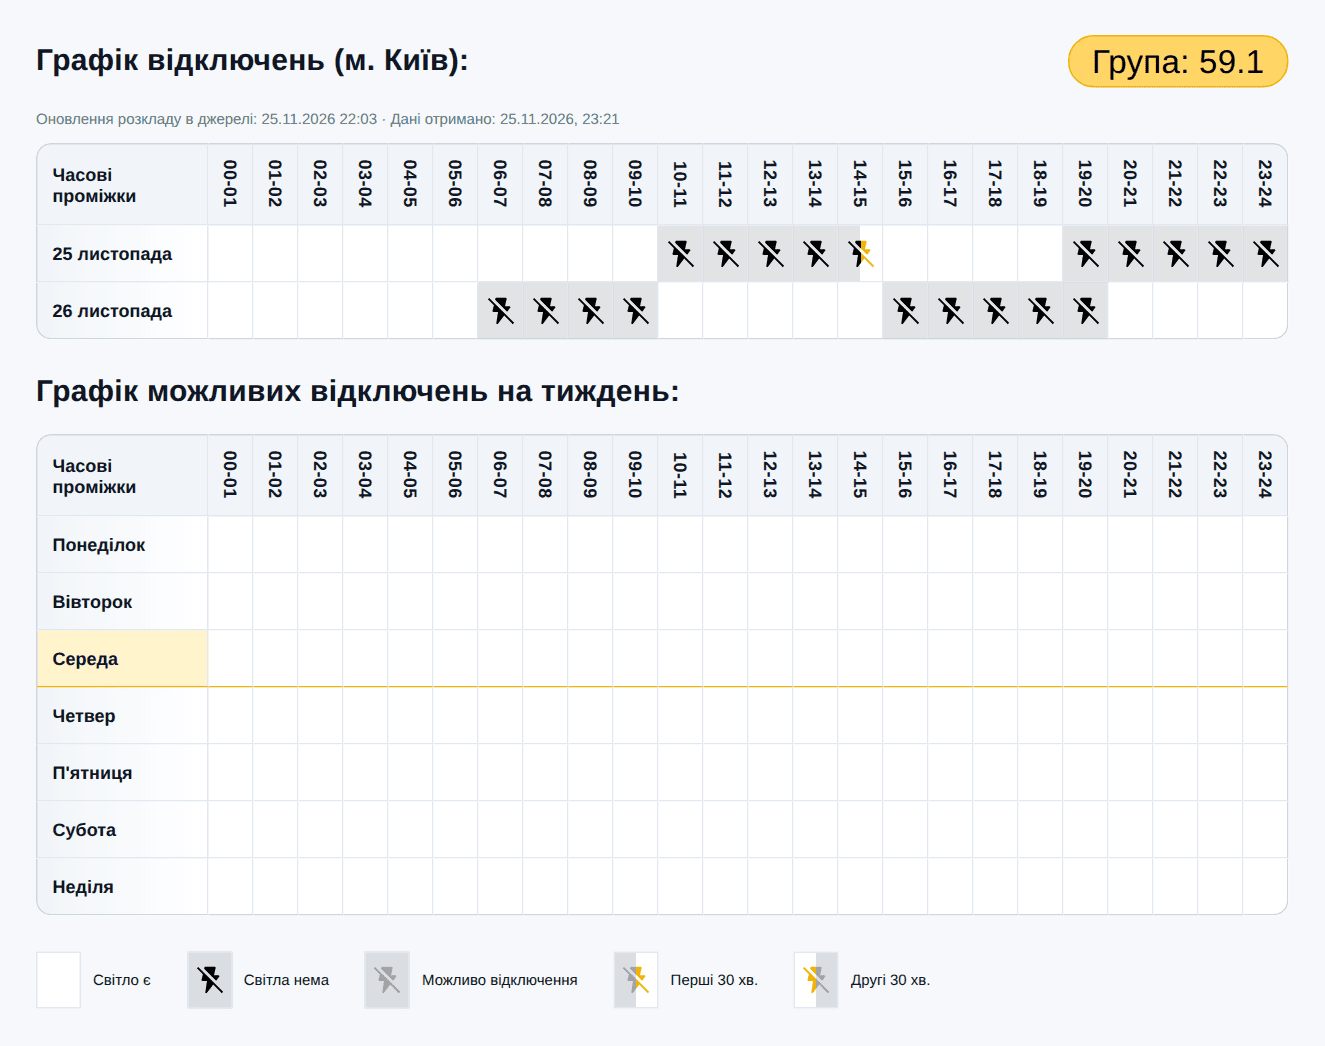 Графік відключень (м. Київ):
Група: 59.1
Оновлення розкладу в джерелі: 25.11.2026 22:03 · Дані отримано: 25.11.2026, 23:21
Часові проміжки 00-01 01-02 02-03 03-04 04-05 05-06 06-07 07-08 08-09 09-10 10-11 11-12 12-13 13-14 14-15 15-16 16-17 17-18 18-19 19-20 20-21 21-22 22-23 23-24
25 листопада
26 листопада
Графік можливих відключень на тиждень:
Часові проміжки 00-01 01-02 02-03 03-04 04-05 05-06 06-07 07-08 08-09 09-10 10-11 11-12 12-13 13-14 14-15 15-16 16-17 17-18 18-19 19-20 20-21 21-22 22-23 23-24
Понеділок
Вівторок
Середа
Четвер
П'ятниця
Субота
Неділя
Світло є Світла нема Можливо відключення Перші 30 хв. Другі 30 хв.